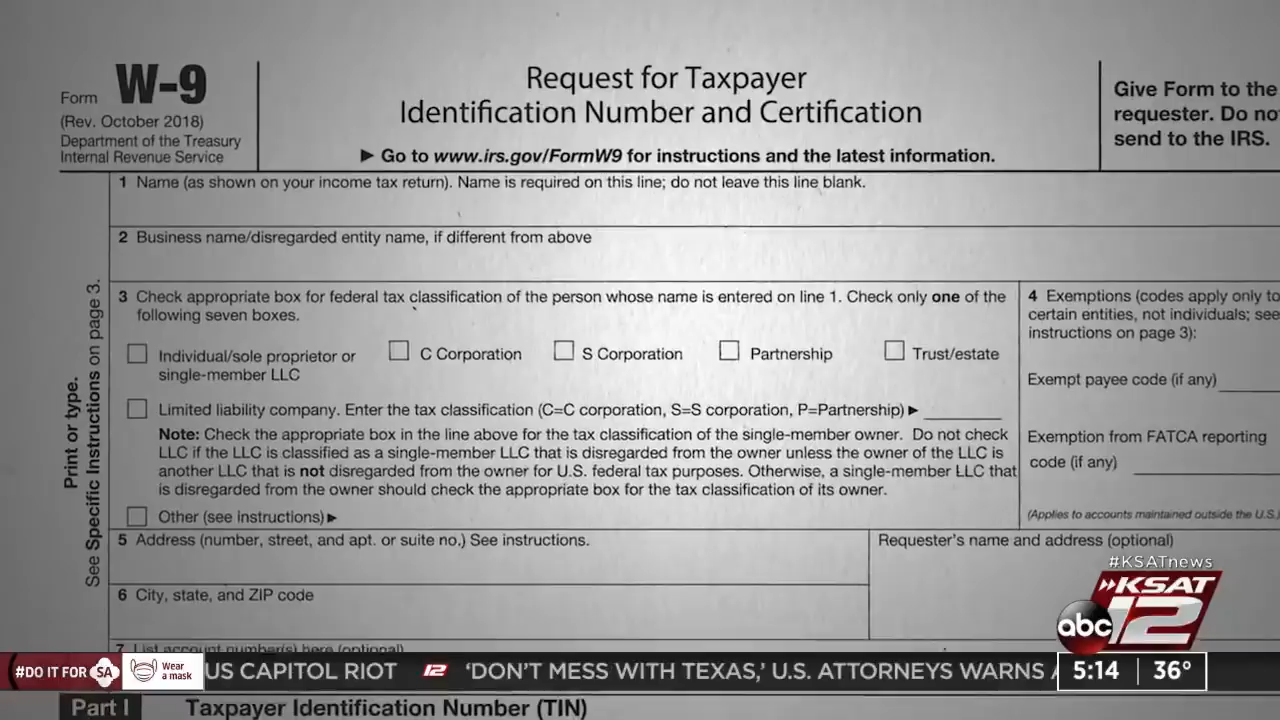 Form W-9
(Rev. October 2018)
Department of the Treasury
Internal Revenue Service
Request for Taxpayer
Identification Number and Certification
► Go to www.irs.gov/FormW9 for instructions and the latest information.
Give Form to the
requester. Do no
send to the IRS.
Print or type.
See Specific Instructions on page 3.
1 Name (as shown on your income tax return). Name is required on this line; do not leave this line blank.
2 Business name/disregarded entity name, if different from above
3 Check appropriate box for federal tax classification of the person whose name is entered on line 1. Check only one of the
following seven boxes.
Individual/sole proprietor or
single-member LLC
C Corporation
S Corporation
Partnership
Trust/estate
Limited liability company. Enter the tax classification (C=C corporation, S=S corporation, P=Partnership) ►
Note: Check the appropriate box in the line above for the tax classification of the single-member owner. Do not check
LLC if the LLC is classified as a single-member LLC that is disregarded from the owner unless the owner of the LLC is
another LLC that is not disregarded from the owner for U.S. federal tax purposes. Otherwise, a single-member LLC that
is disregarded from the owner should check the appropriate box for the tax classification of its owner.
Other (see instructions) ►
4 Exemptions (codes apply only to
certain entities, not individuals; see
instructions on page 3):
Exempt payee code (if any)
Exemption from FATCA reporting
code (if any)
(Applies to accounts maintained outside the U.S.)
5 Address (number, street, and apt. or suite no.) See instructions.
Requester's name and address (optional)
6 City, state, and ZIP code
7 List account number(s) here (optional)
#KSATnews
KSAT
abc 12
#DO IT FOR SA
Wear
a mask
US CAPITOL RIOT 12 'DON'T MESS WITH TEXAS,' U.S. ATTORNEYS WARNS
5:14 36°
Part I Taxpayer Identification Number (TIN)